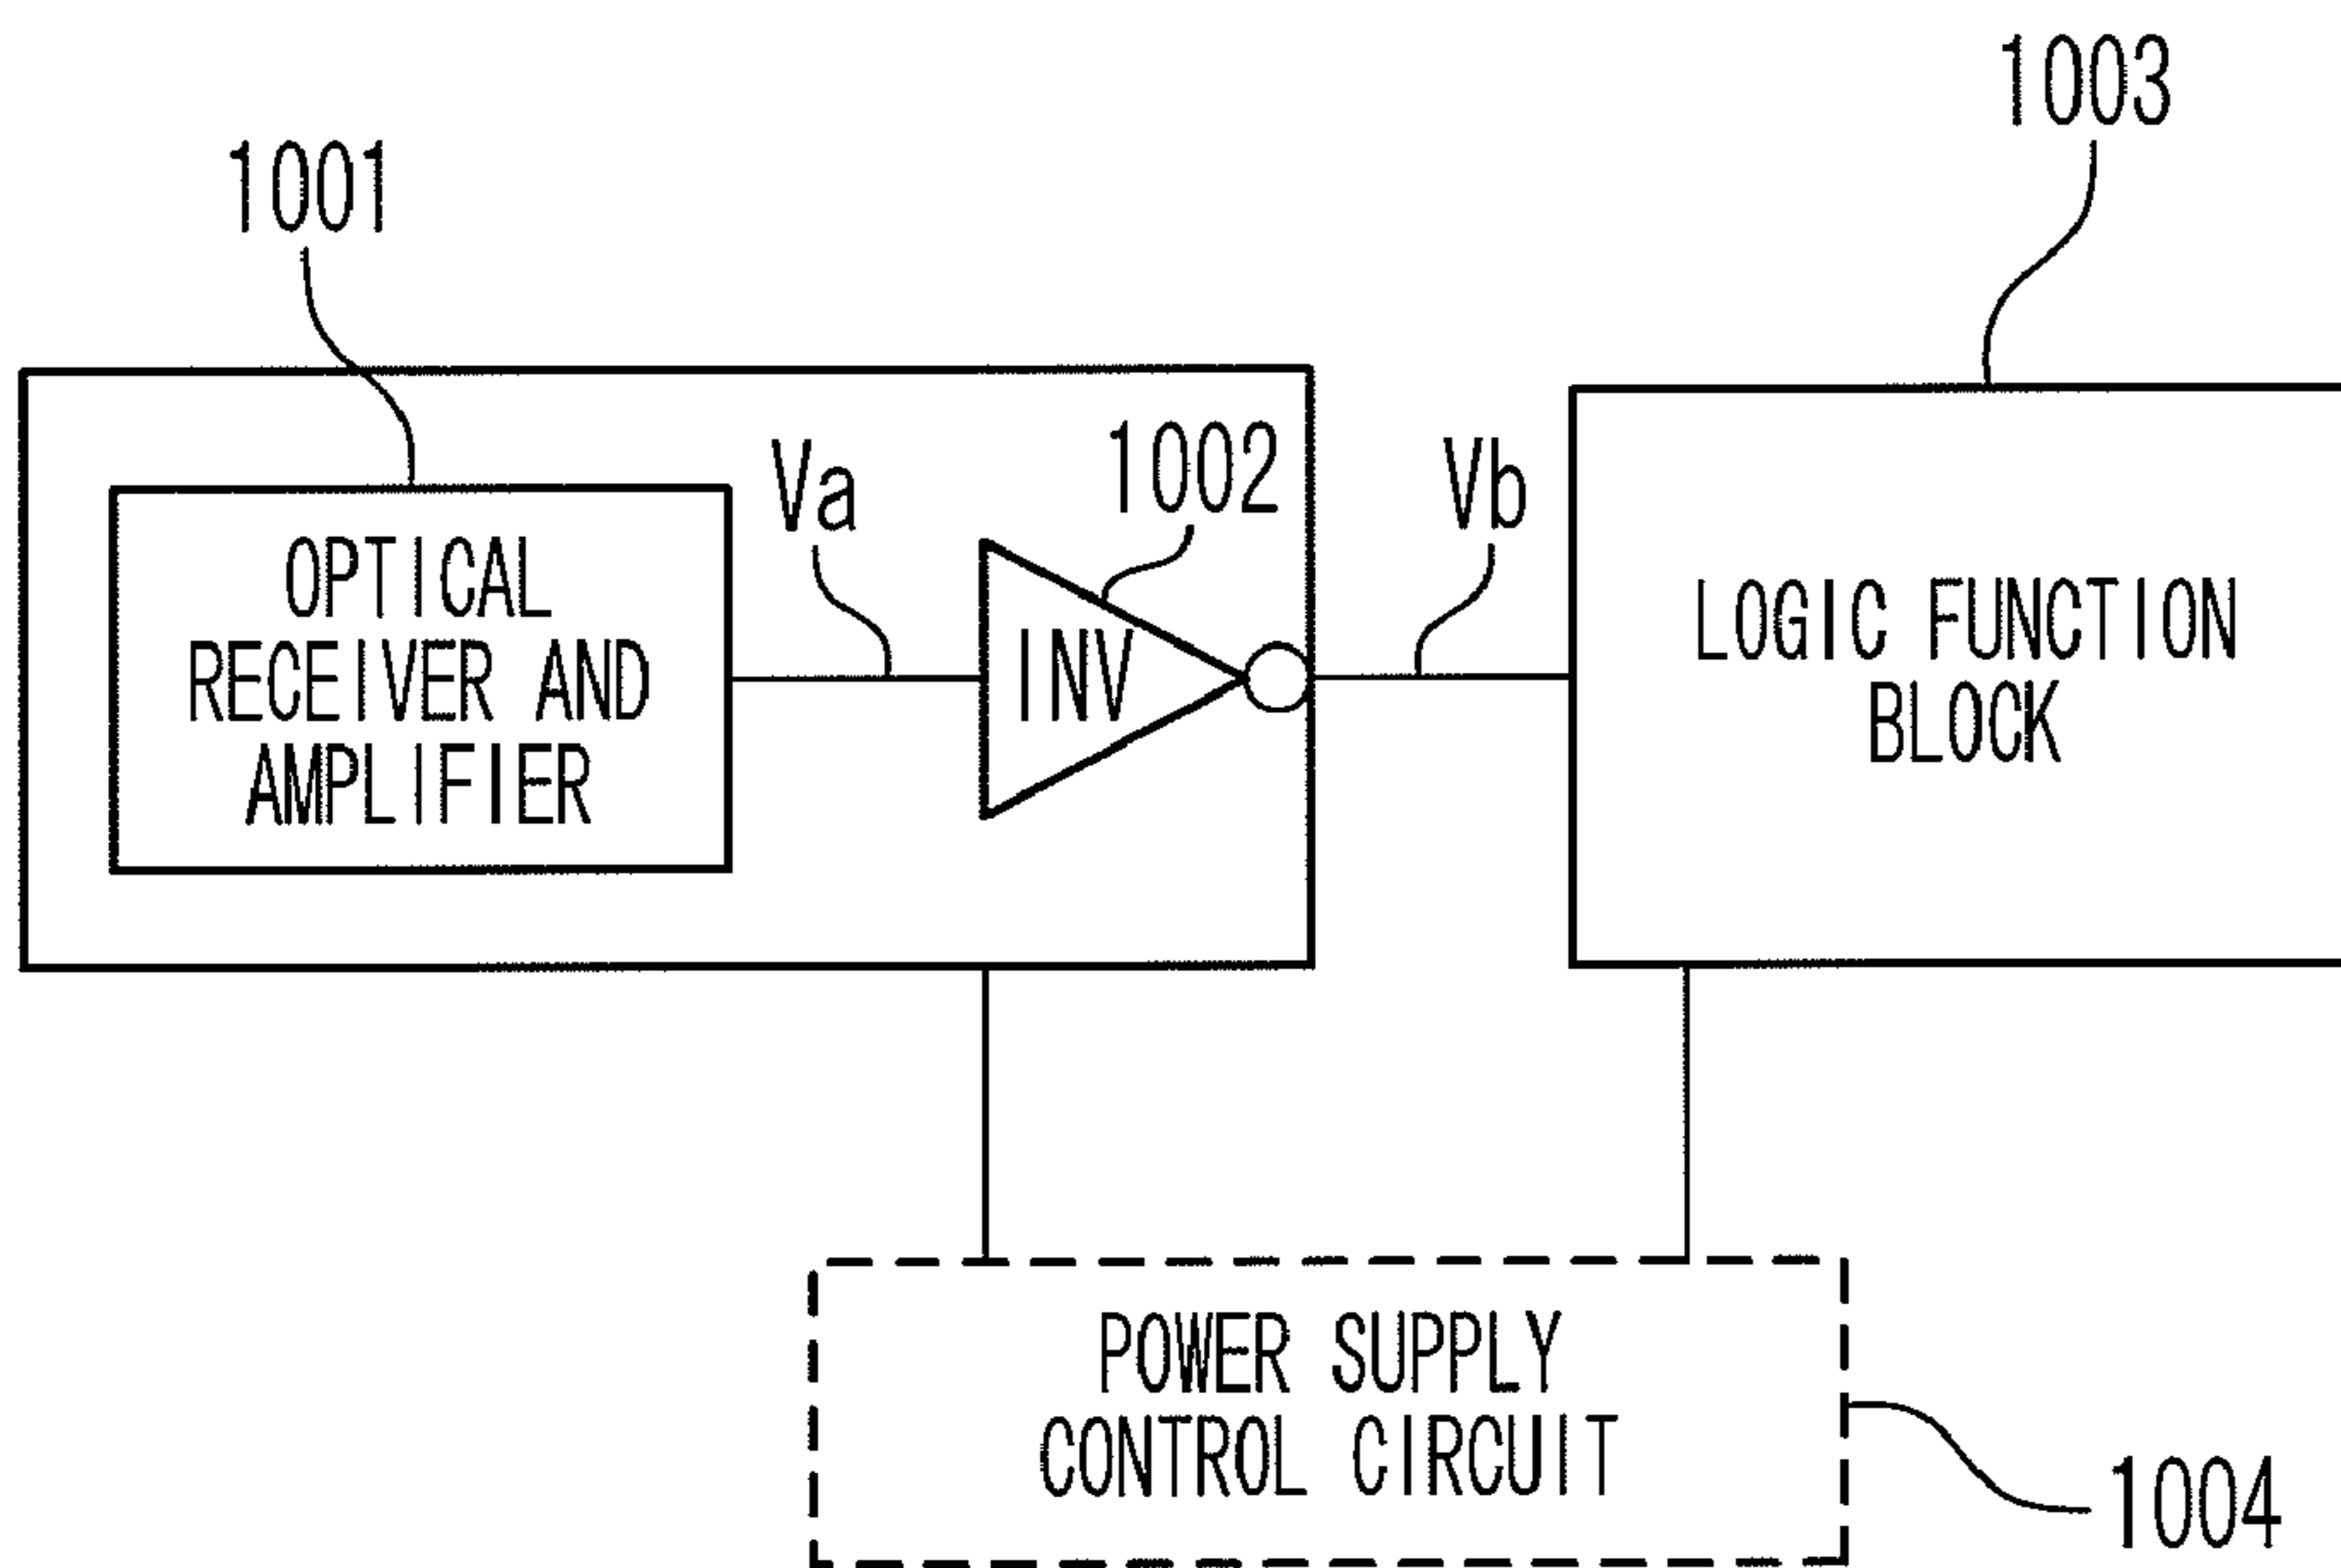 1003
1001
1002
Va
Vb
OPTICAL
RECEIVER AND
AMPLIFIER
INV
LOGIC FUNCTION
BLOCK
POWER SUPPLY
CONTROL CIRCUIT
1004